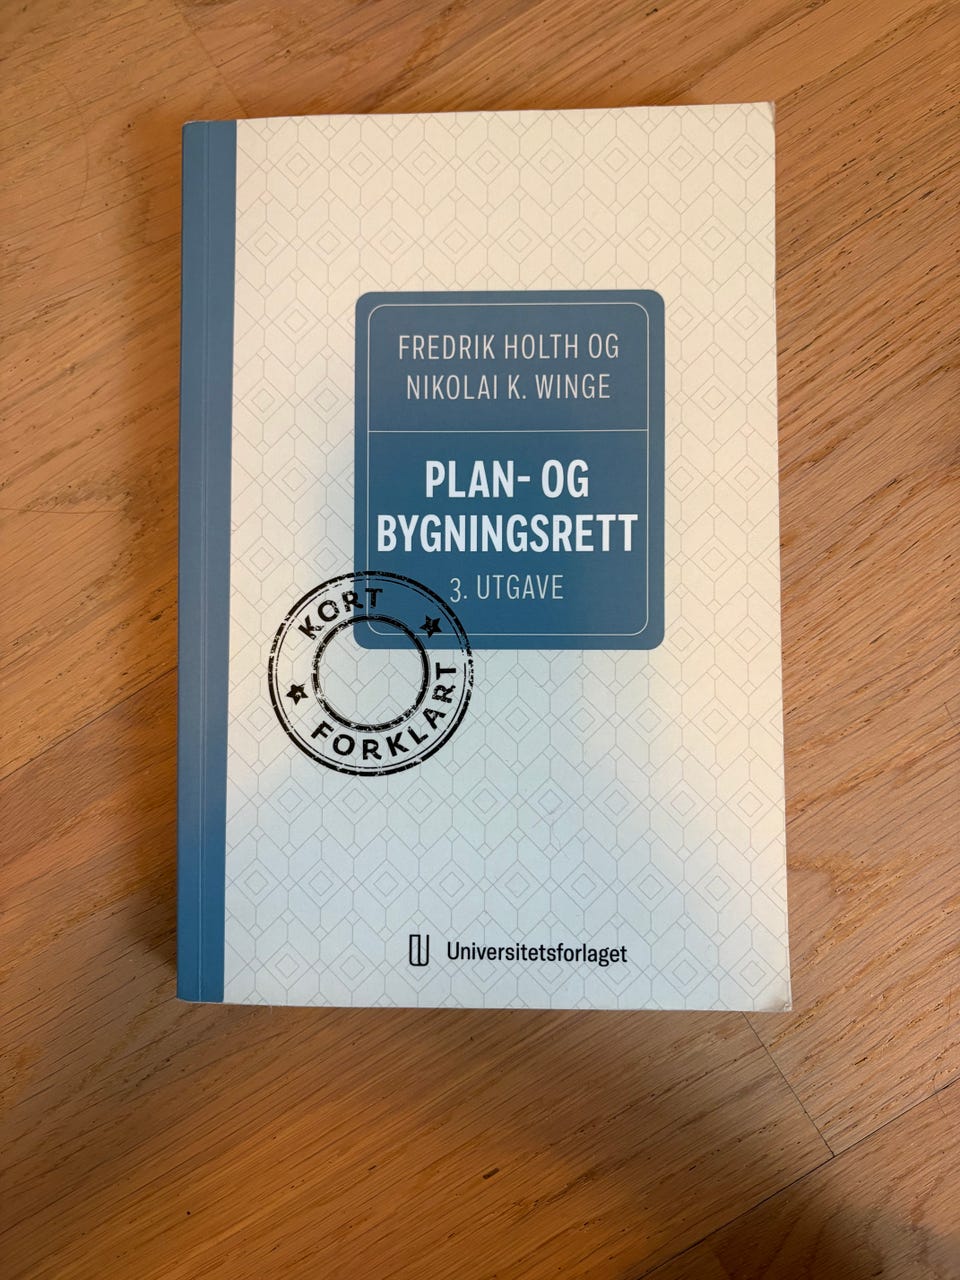 FREDRIK HOLTH OG
NIKOLAI K. WINGE
PLAN- OG
BYGNINGSRETT
3. UTGAVE
KORT
FORKLART
Universitetsforlaget